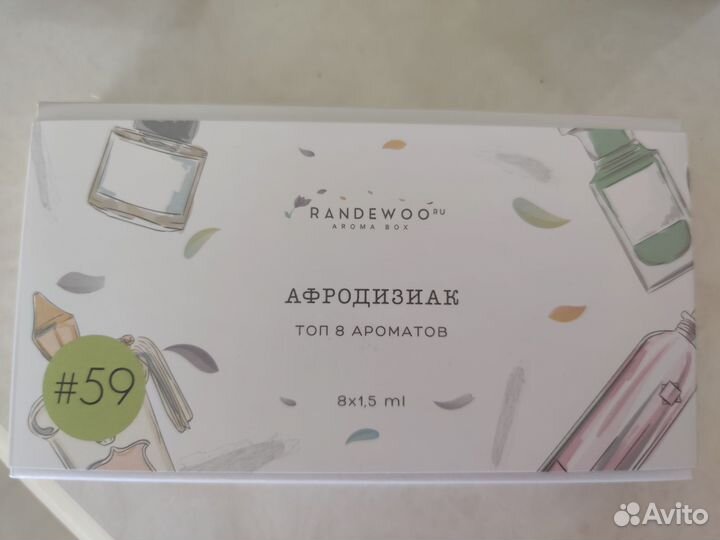 RANDEWOO RU
AROMA BOX
АФРОДИЗИАК
ТОП 8 АРОМАТОВ
#59
8x1,5 ml
Avito